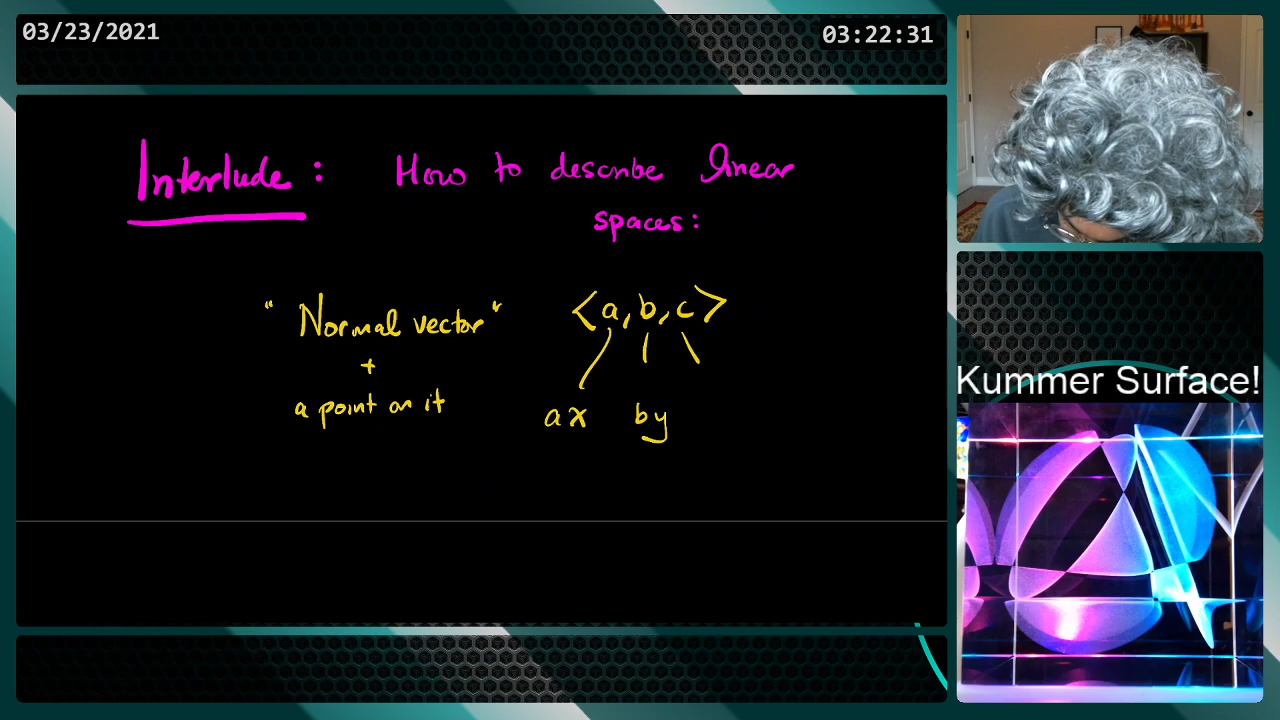 03/23/2021
03:22:31
Interlude: How to describe linear
spaces:
"Normal vector" <a, b, c>
+
a point on it
ax by
Kummer Surface!